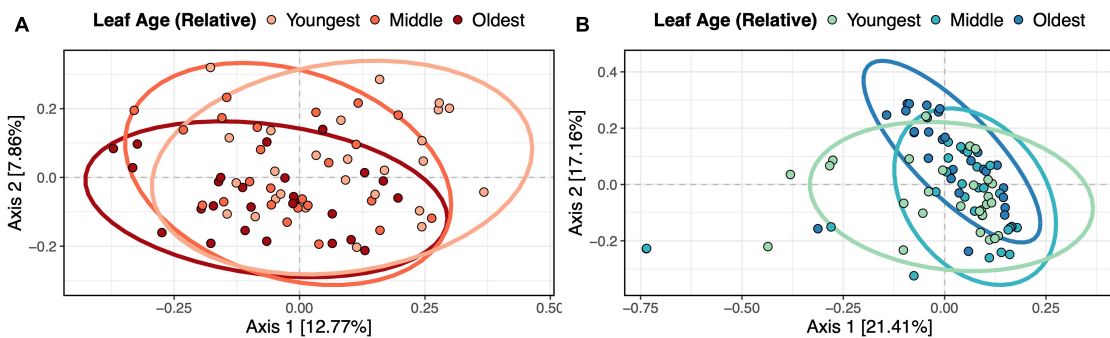 A
Leaf Age (Relative) Youngest Middle Oldest
Axis 2 [7.86%]
0.2
0.0
−0.2
−0.25 0.00 0.25 0.50
Axis 1 [12.77%]
B
Leaf Age (Relative) Youngest Middle Oldest
Axis 2 [17.16%]
0.4
0.2
0.0
−0.2
−0.75 −0.50 −0.25 0.00 0.25
Axis 1 [21.41%]